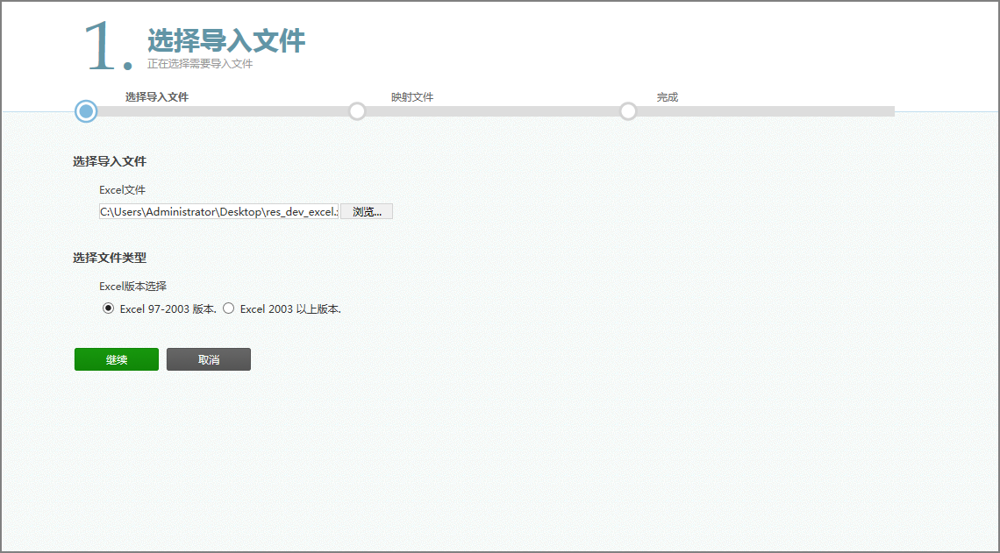 1.
选择导入文件
正在选择需要导入文件
选择导入文件 映射文件 完成
选择导入文件
Excel文件
C:\Users\Administrator\Desktop\res_dev_excel. 浏览...
选择文件类型
Excel版本选择
Excel 97-2003 版本. Excel 2003 以上版本.
继续 取消